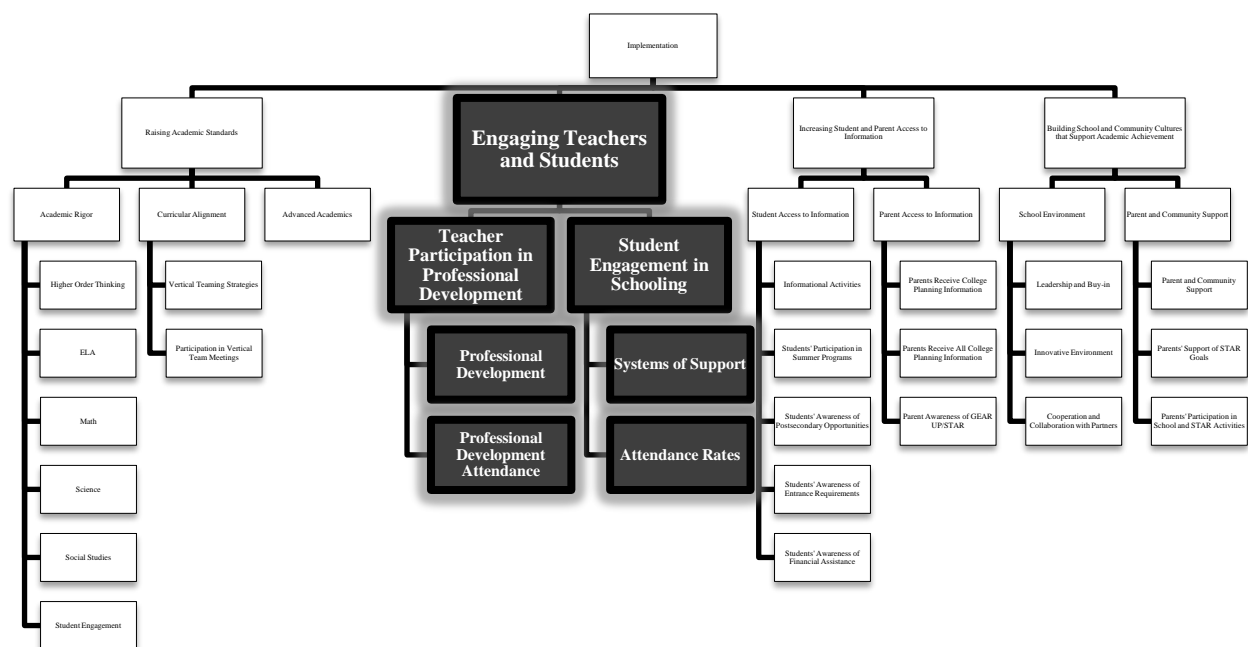 Implementation
Raising Academic Standards
Engaging Teachers
and Students
Increasing Student and Parent Access to
Information
Building School and Community Cultures
that Support Academic Achievement
Academic Rigor
Curricular Alignment
Advanced Academics
Teacher
Participation in
Professional
Development
Student
Engagement in
Schooling
Student Access to Information
Parent Access to Information
School Environment
Parent and Community Support
Higher Order Thinking
ELA
Math
Science
Social Studies
Student Engagement
Vertical Teaming Strategies
Participation in Vertical
Team Meetings
Professional
Development
Professional
Development
Attendance
Systems of Support
Attendance Rates
Informational Activities
Students' Participation in
Summer Programs
Students' Awareness of
Postsecondary Opportunities
Students' Awareness of
Entrance Requirements
Students' Awareness of
Financial Assistance
Parents Receive College
Planning Information
Parents Receive All College
Planning Information
Parent Awareness of GEAR
UP/STAR
Leadership and Buy-in
Innovative Environment
Cooperation and
Collaboration with Partners
Parent and Community
Support
Parents' Support of STAR
Goals
Parents' Participation in
School and STAR Activities